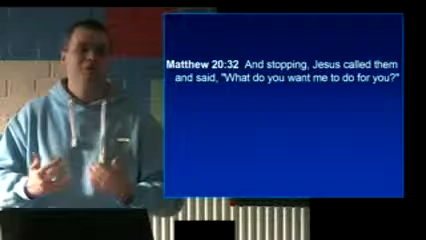 Matthew 20:32 And stopping, Jesus called them
and said, "What do you want me to do for you?"